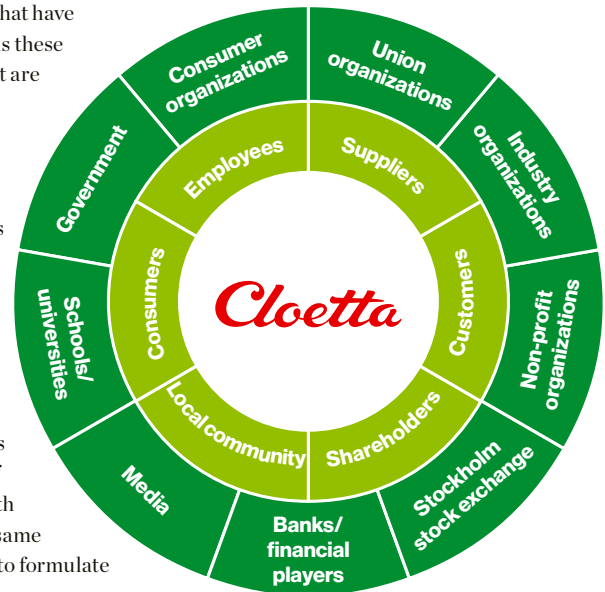 hat have
s these
t are
s
s
th
same
to formulate
Consumer
organizations
Union
organizations
Industry
organizations
Non-profit
organizations
Stockholm
stock exchange
Banks/
financial
players
Media
Schools/
universities
Government
Employees
Suppliers
Customers
Shareholders
Local community
Consumers
Cloetta